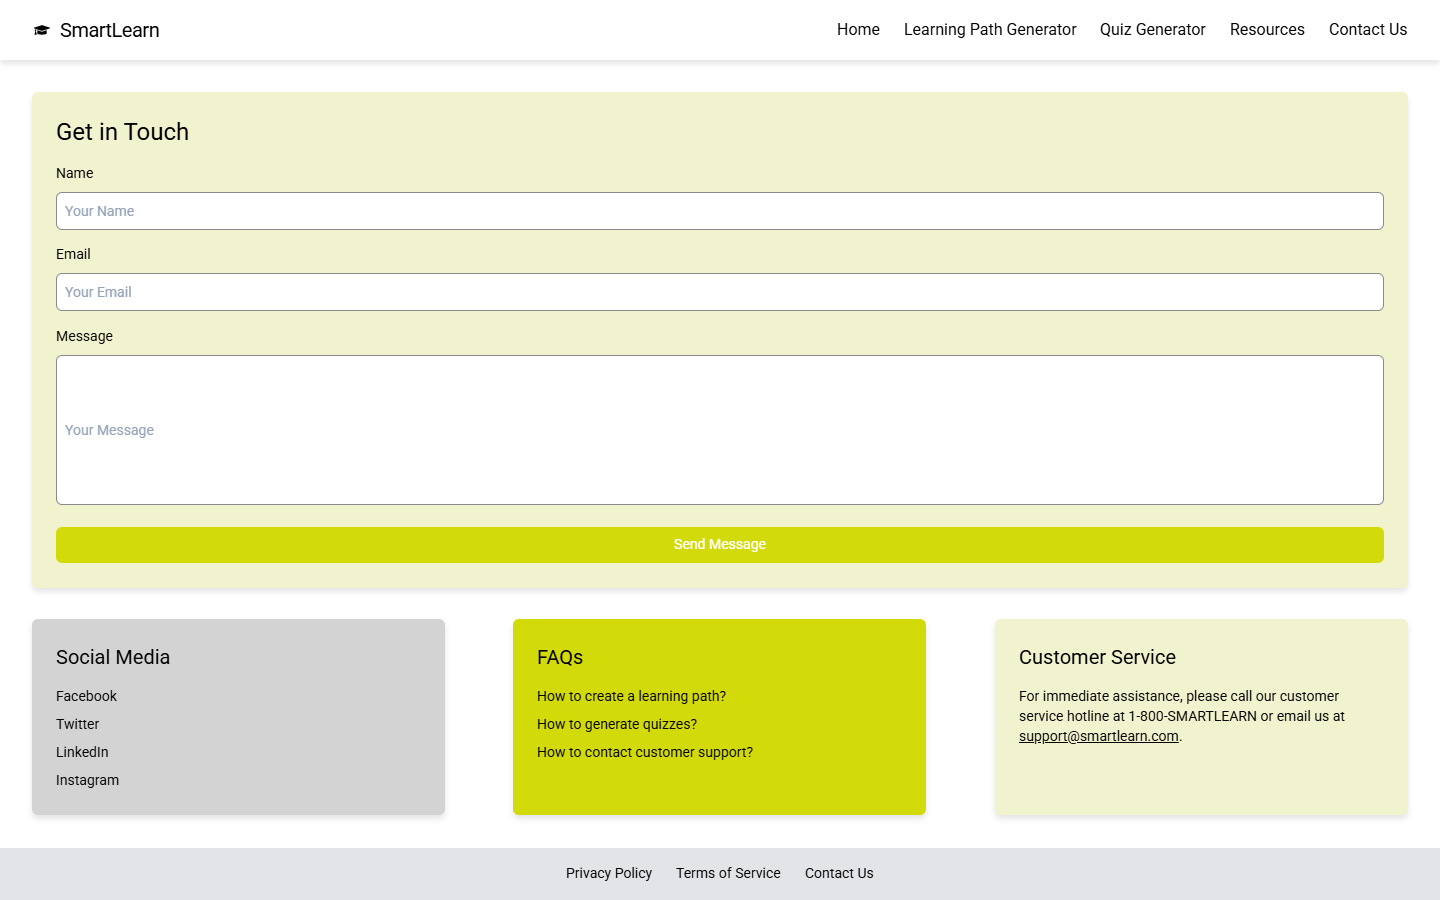 SmartLearn
Home Learning Path Generator Quiz Generator Resources Contact Us
Get in Touch
Name
Your Name
Email
Your Email
Message
Your Message
Send Message
Social Media
Facebook
Twitter
LinkedIn
Instagram
FAQs
How to create a learning path?
How to generate quizzes?
How to contact customer support?
Customer Service
For immediate assistance, please call our customer
service hotline at 1-800-SMARTLEARN or email us at
support@smartlearn.com.
Privacy Policy Terms of Service Contact Us